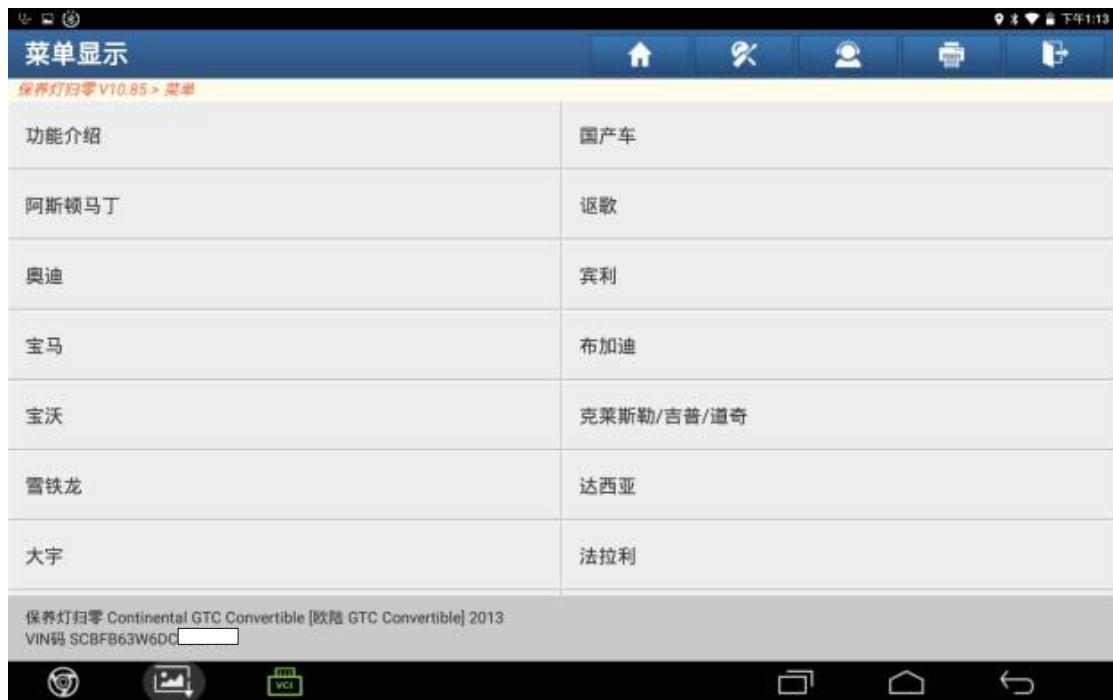 下午1:13
菜单显示
保养灯归零 V10.85 > 菜单
功能介绍
国产车
阿斯顿马丁
讴歌
奥迪
宾利
宝马
布加迪
宝沃
克莱斯勒/吉普/道奇
雪铁龙
达西亚
大宇
法拉利
保养灯归零 Continental GTC Convertible [欧陆 GTC Convertible] 2013
VIN码 SCBFB63W6DC
VCI